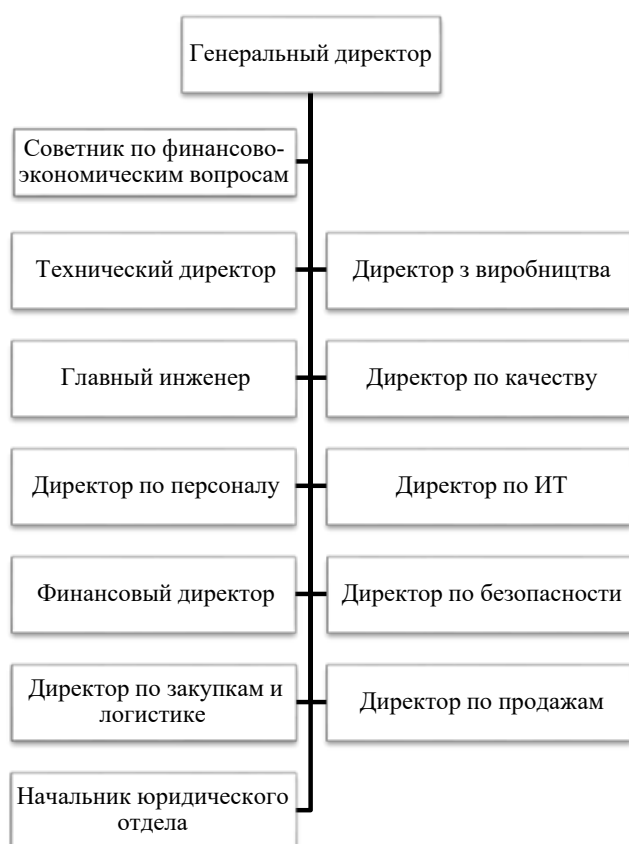 Генеральный директор
Советник по финансово-
экономическим вопросам
Технический директор
Директор з виробництва
Главный инженер
Директор по качеству
Директор по персоналу
Директор по ИТ
Финансовый директор
Директор по безопасности
Директор по закупкам и
логистике
Директор по продажам
Начальник юридического
отдела